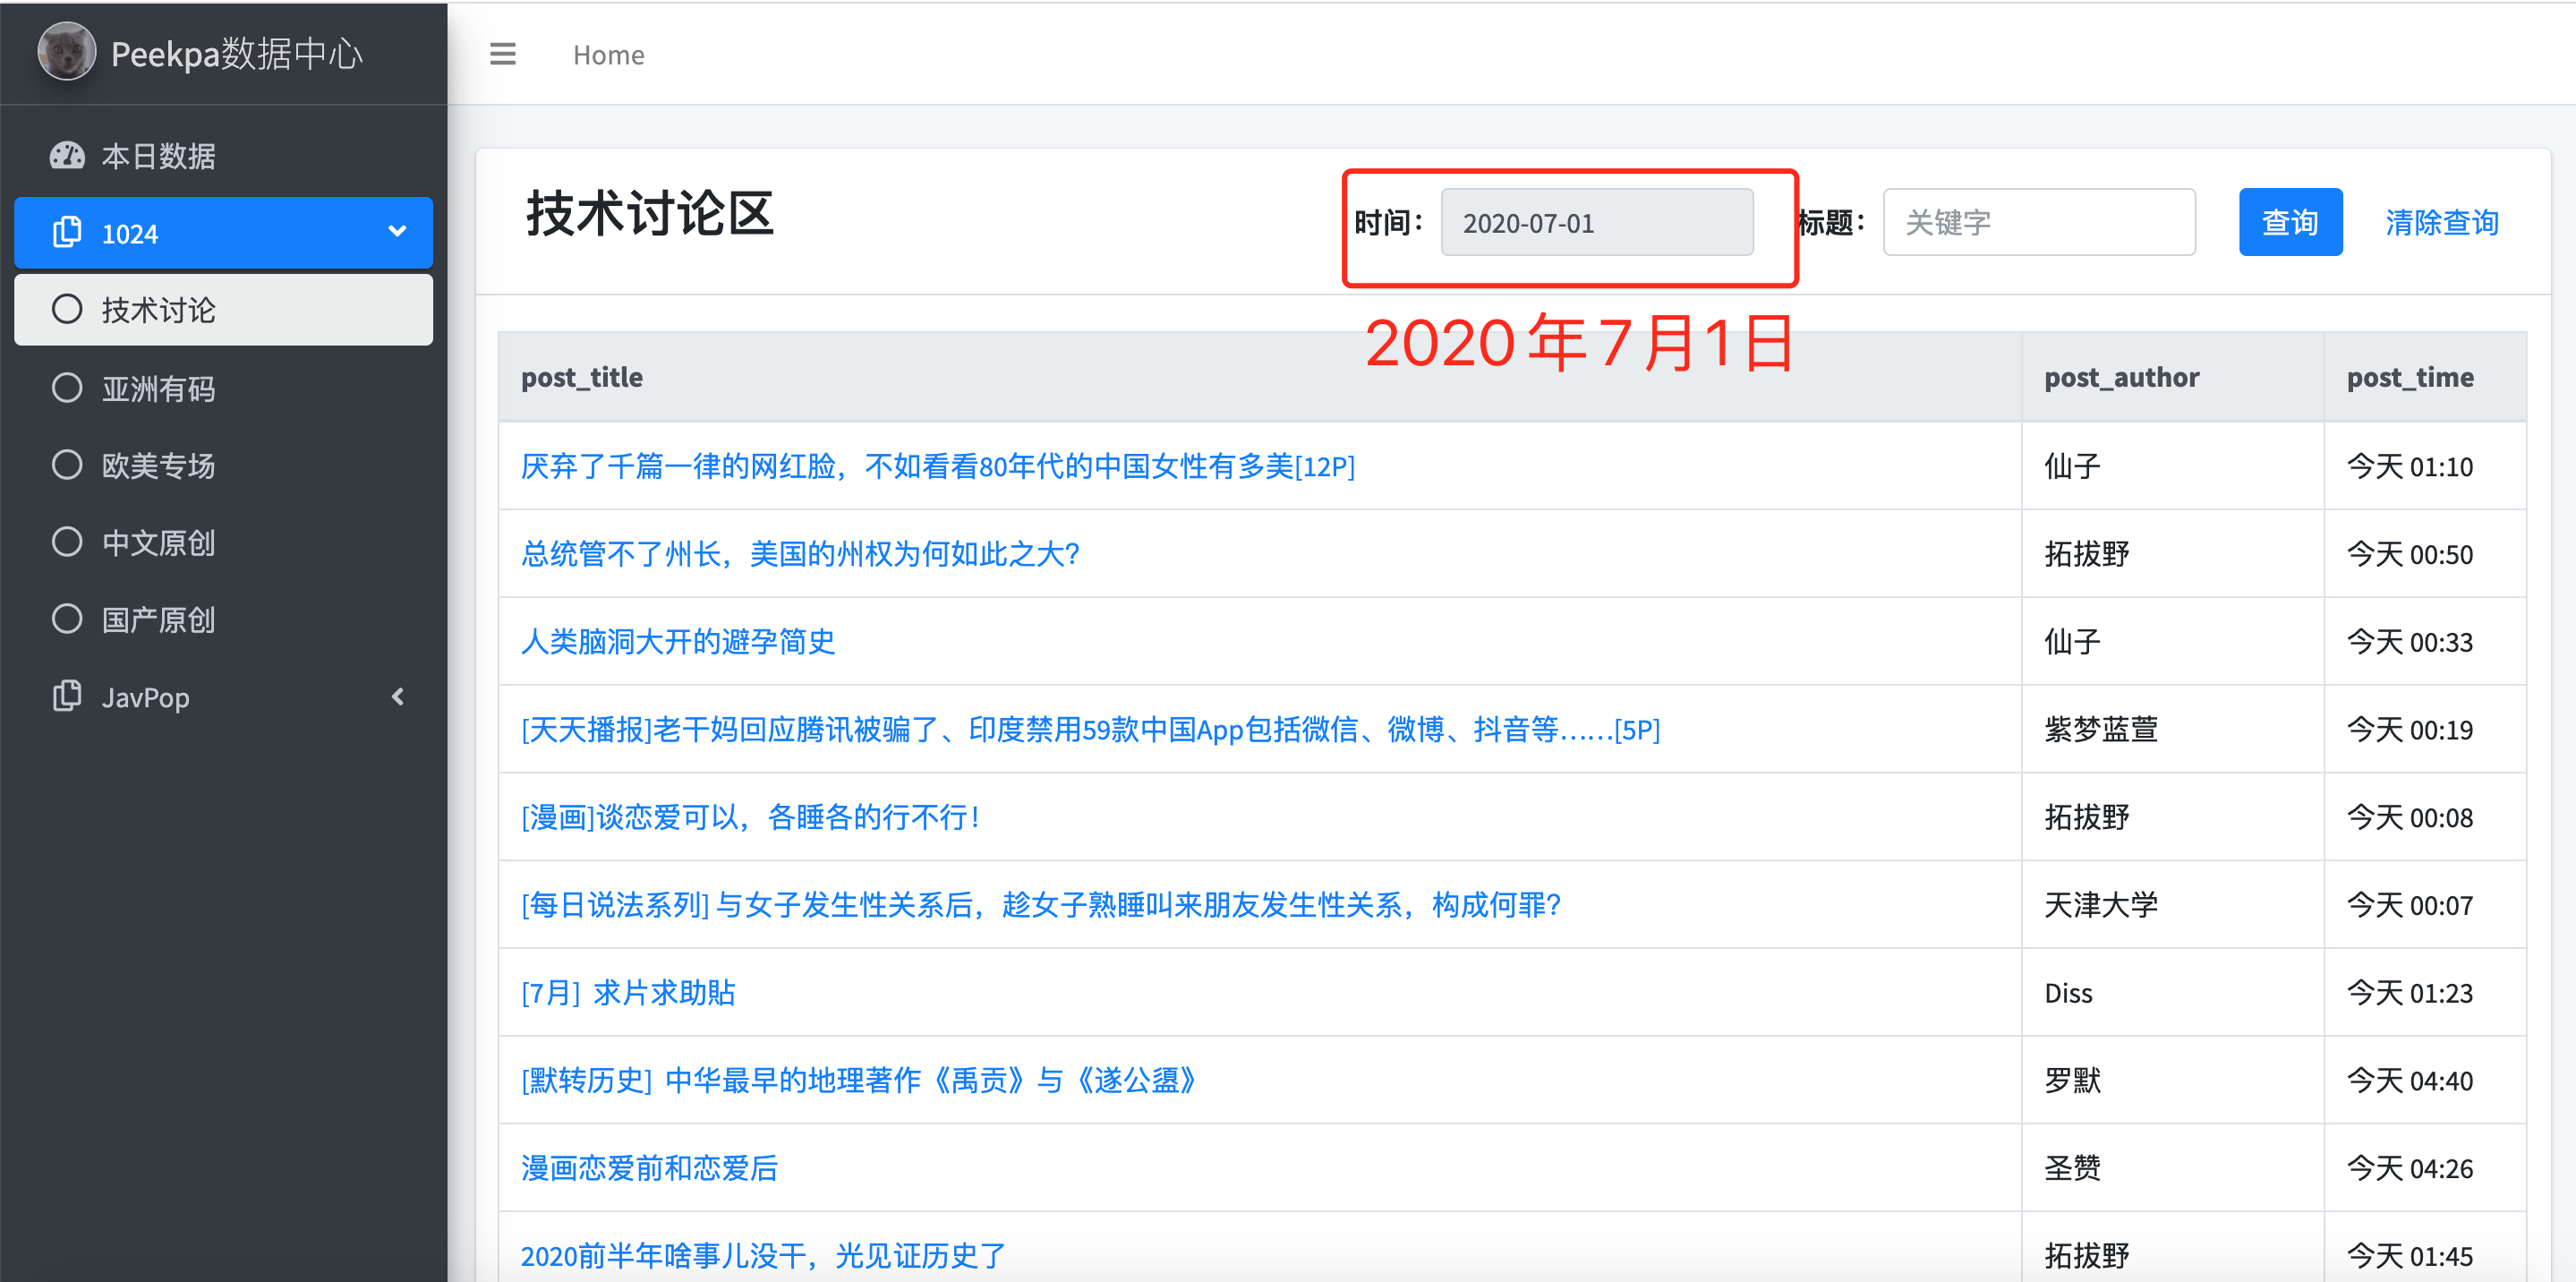 Peekpa数据中心
Home
本日数据
1024
技术讨论
亚洲有码
欧美专场
中文原创
国产原创
JavPop
技术讨论区
时间： 2020-07-01 标题： 关键字 查询 清除查询
2020年7月1日
post_title post_author post_time
厌弃了千篇一律的网红脸，不如看看80年代的中国女性有多美[12P] 仙子 今天 01:10
总统管不了州长，美国的州权为何如此之大？ 拓拔野 今天 00:50
人类脑洞大开的避孕简史 仙子 今天 00:33
[天天播报]老干妈回应腾讯被骗了、印度禁用59款中国App包括微信、微博、抖音等……[5P] 紫梦蓝萱 今天 00:19
[漫画]谈恋爱可以，各睡各的行不行！ 拓拔野 今天 00:08
[每日说法系列] 与女子发生性关系后，趁女子熟睡叫来朋友发生性关系，构成何罪？ 天津大学 今天 00:07
[7月] 求片求助貼 Diss 今天 01:23
[默转历史] 中华最早的地理著作《禹贡》与《遂公盨》 罗默 今天 04:40
漫画恋爱前和恋爱后 圣赞 今天 04:26
2020前半年啥事儿没干，光见证历史了 拓拔野 今天 01:45